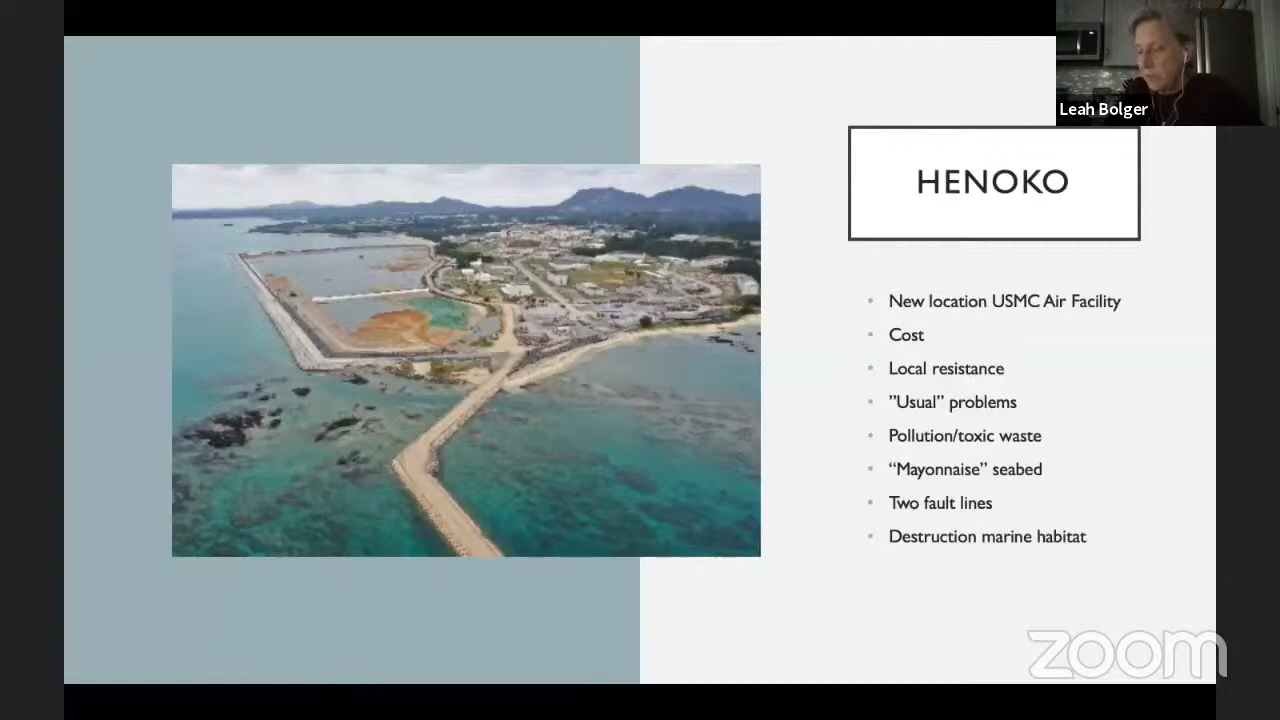 Leah Bolger
HENOKO
New location USMC Air Facility
Cost
Local resistance
”Usual” problems
Pollution/toxic waste
“Mayonnaise” seabed
Two fault lines
Destruction marine habitat
zoom